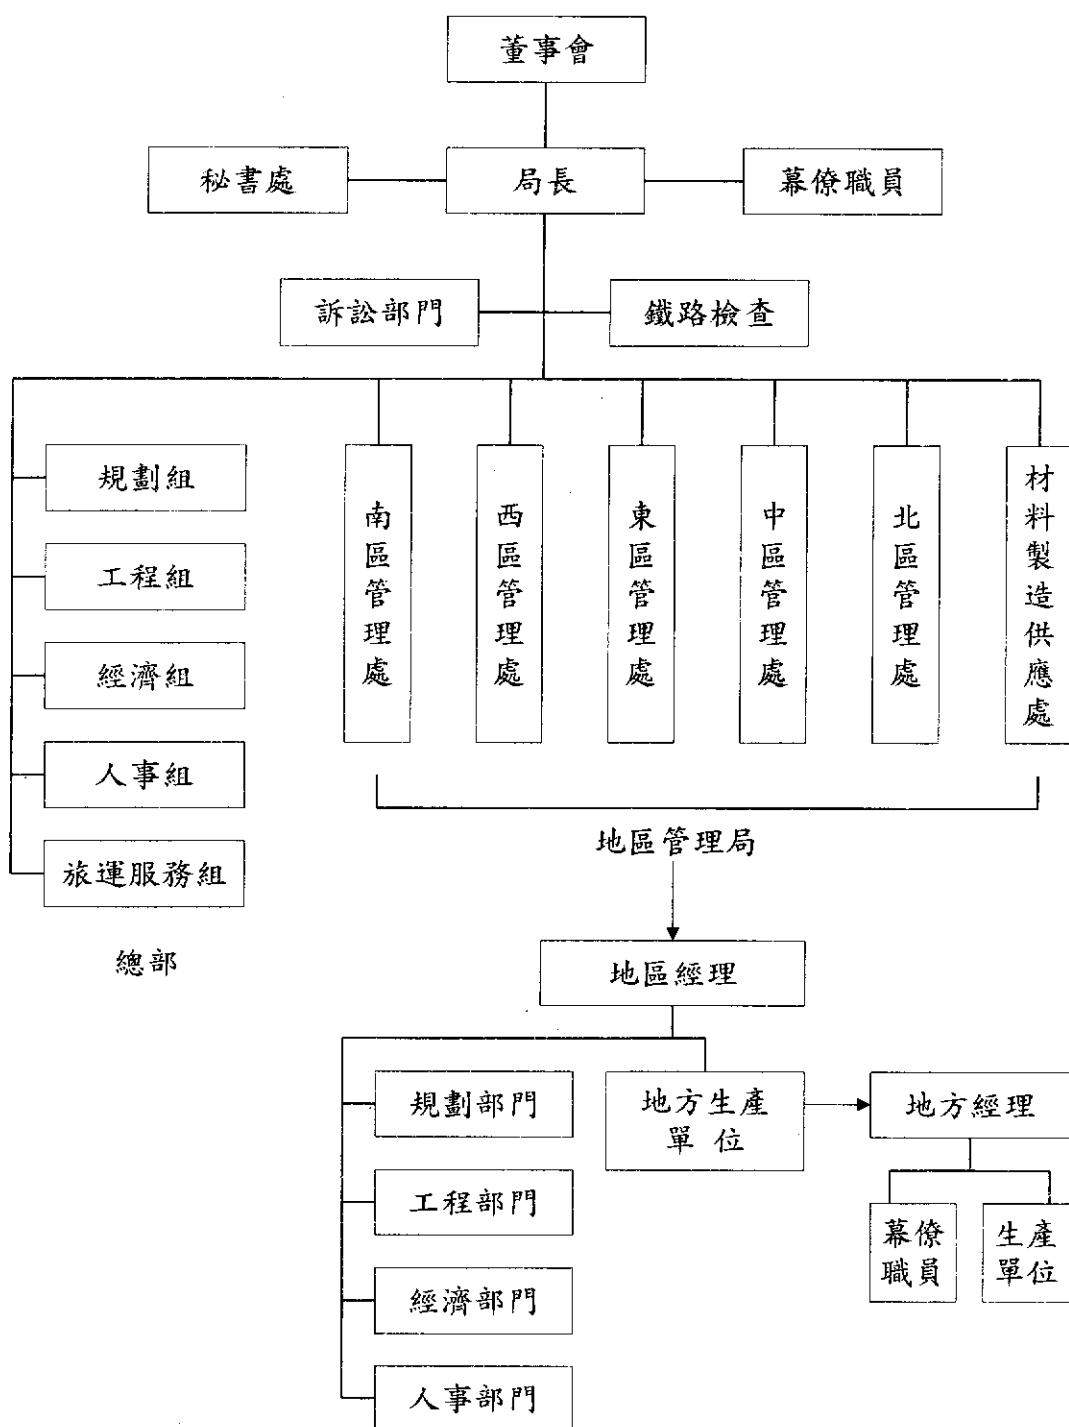 董事會
秘書處
局長
幕僚職員
訴訟部門
鐵路檢查
規劃組
工程組
經濟組
人事組
旅運服務組
總部
南區管理處
西區管理處
東區管理處
中區管理處
北區管理處
材料製造供應處
地區管理局
地區經理
規劃部門
工程部門
經濟部門
人事部門
地方生產
單位
地方經理
幕僚
職員
生產
單位